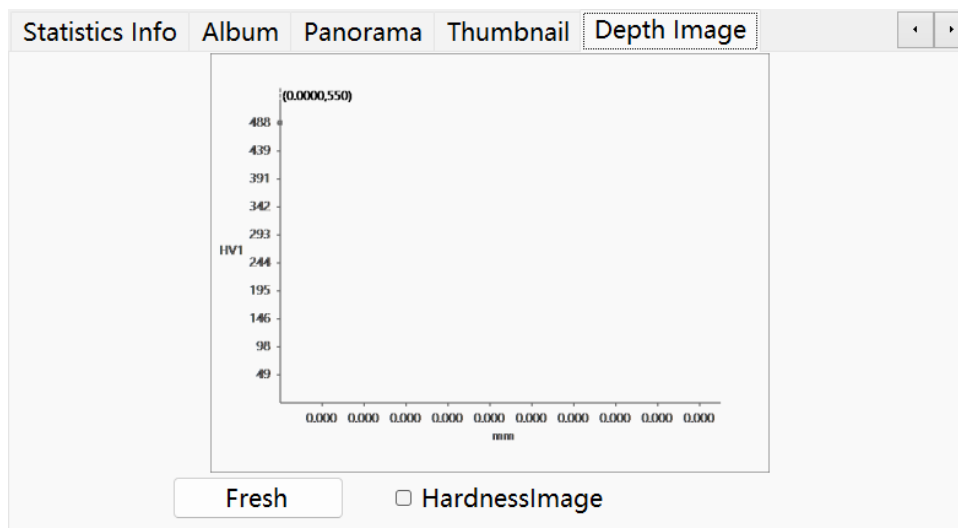 Statistics Info Album Panorama Thumbnail Depth Image
(0.0000,550)
488
439
391
342
293
HV1
244
195
146
98
49
0.000 0.000 0.000 0.000 0.000 0.000 0.000 0.000 0.000 0.000
mm
Fresh HardnessImage